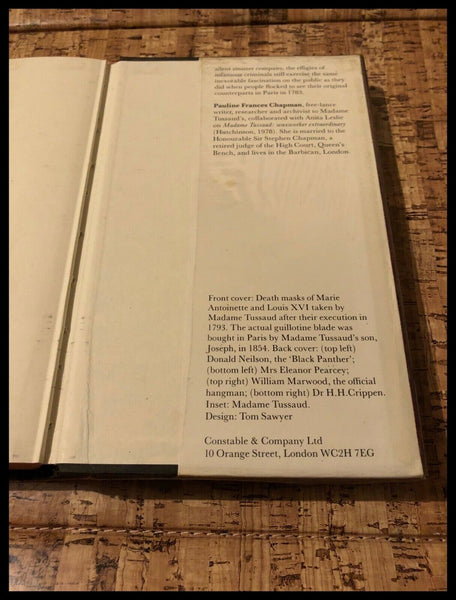 silent sinister company, the effigies of
infamous criminals still exercise the same
inexorable fascination on the public as they
did when people flocked to see their original
counterparts in Paris in 1783.
Pauline Frances Chapman, free-lance
writer, researcher and archivist to Madame
Tussaud's, collaborated with Anita Leslie
on Madame Tussaud: waxworker extraordinary
(Hutchinson, 1978). She is married to the
Honourable Sir Stephen Chapman, a
retired judge of the High Court, Queen's
Bench, and lives in the Barbican, London
Front cover: Death masks of Marie
Antoinette and Louis XVI taken by
Madame Tussaud after their execution in
1793. The actual guillotine blade was
bought in Paris by Madame Tussaud's son,
Joseph, in 1854. Back cover: (top left)
Donald Neilson, the 'Black Panther';
(bottom left) Mrs Eleanor Pearcey;
(top right) William Marwood, the official
hangman; (bottom right) Dr H.H.Crippen.
Inset: Madame Tussaud.
Design: Tom Sawyer
Constable & Company Ltd
10 Orange Street, London WC2H 7EG